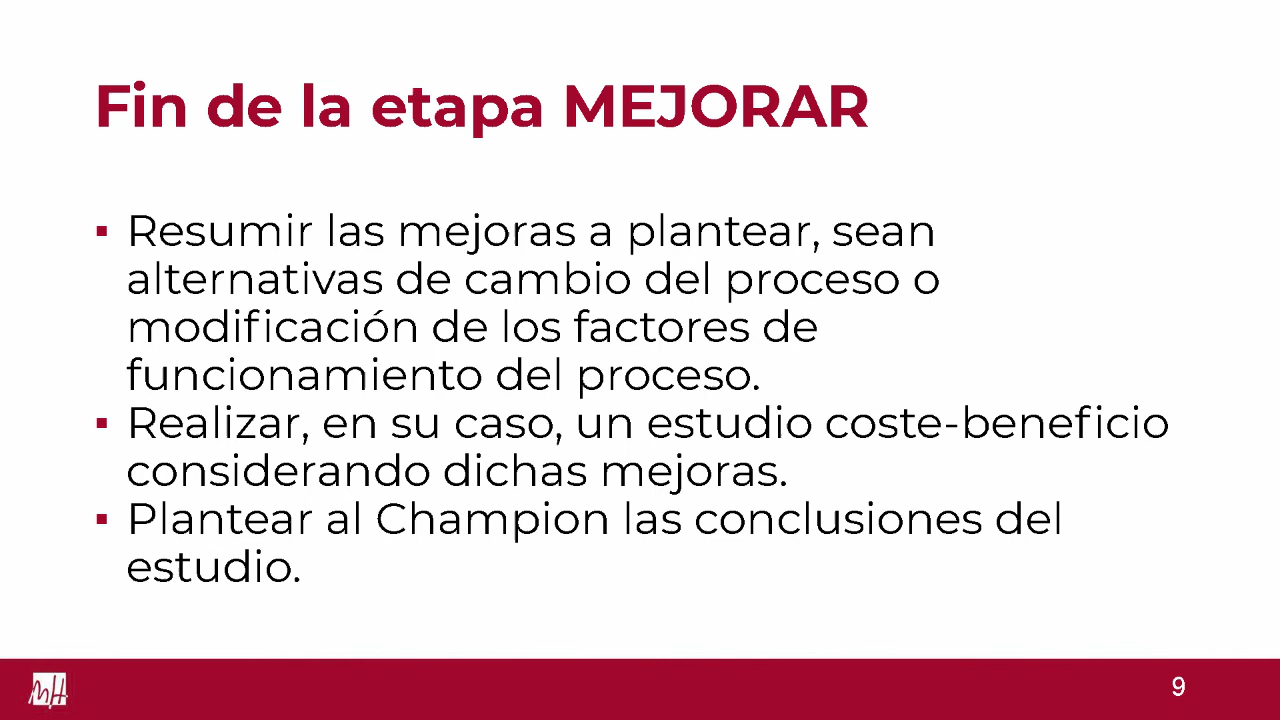 Fin de la etapa MEJORAR
▪ Resumir las mejoras a plantear, sean
alternativas de cambio del proceso o
modificación de los factores de
funcionamiento del proceso.
▪ Realizar, en su caso, un estudio coste-beneficio
considerando dichas mejoras.
▪ Plantear al Champion las conclusiones del
estudio.
MH
9